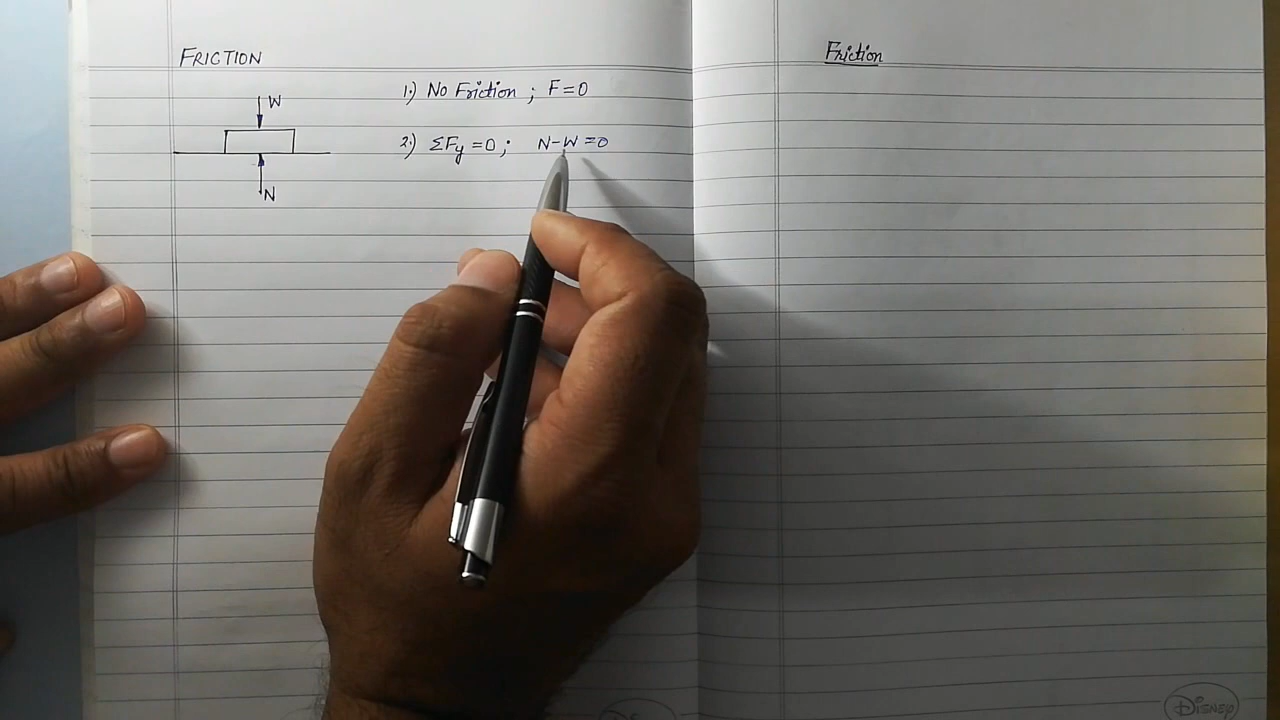 FRICTION
W
N
1.) No Friction ; F=0
2.) ΣFy =0 ; N-W =0
Friction
DISNEY